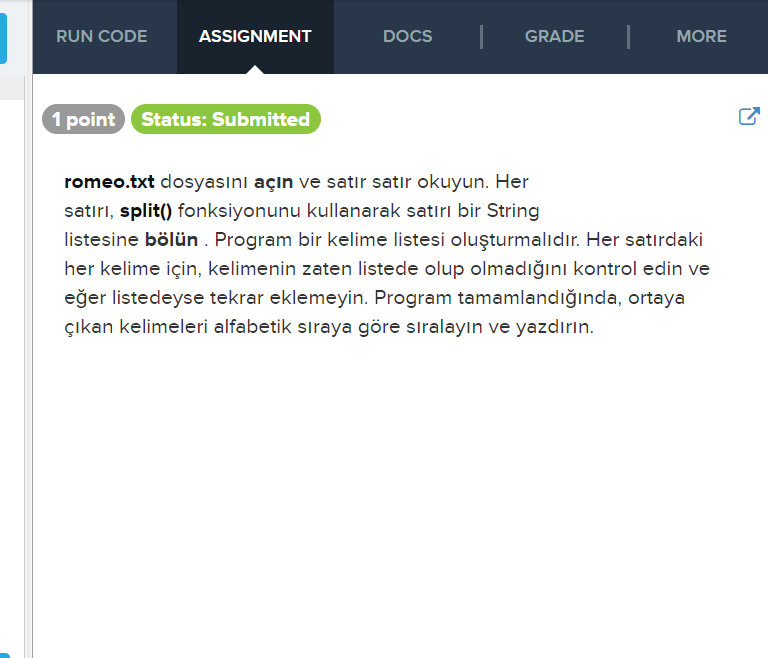 RUN CODE ASSIGNMENT DOCS | GRADE | MORE
1 point Status: Submitted
romeo.txt dosyasını açın ve satır satır okuyun. Her
satırı, split() fonksiyonunu kullanarak satırı bir String
listesine bölün . Program bir kelime listesi oluşturmalıdır. Her satırdaki
her kelime için, kelimenin zaten listede olup olmadığını kontrol edin ve
eğer listedeyse tekrar eklemeyin. Program tamamlandığında, ortaya
çıkan kelimeleri alfabetik sıraya göre sıralayın ve yazdırın.